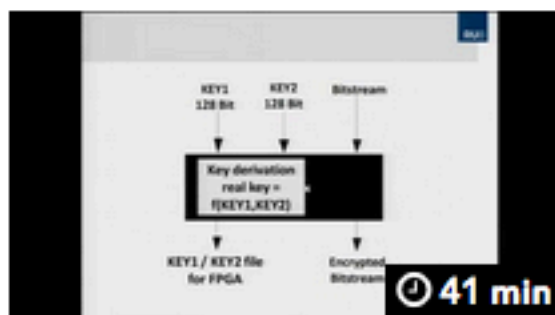 KEY1 KEY2 Bitstream
128 Bit 128 Bit
Key derivation
real key =
f(KEY1,KEY2)
KEY1 / KEY2 file Encrypted
for FPGA Bitstream
41 min